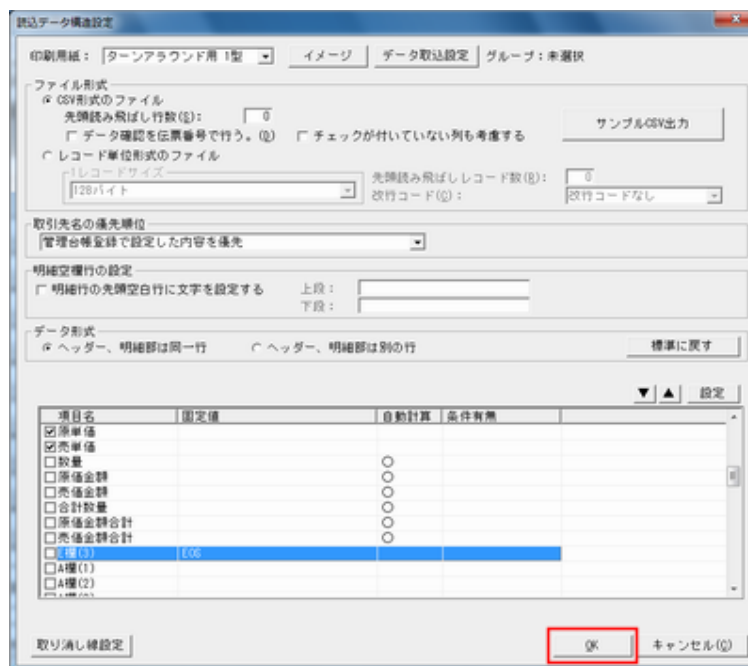 読込データ構造設定
印刷用紙： ターンアラウンド用 1型 イメージ データ取込設定 グループ：未選択
ファイル形式
CSV形式のファイル
先頭読み飛ばし行数(S)： 0
データ確認を伝票番号で行う。(D) チェックが付いていない列も考慮する サンプルCSV出力
レコード単位形式のファイル
1レコードサイズ
128バイト
先頭読み飛ばしレコード数(R)： 0
改行コード(C)： 改行コードなし
取引先名の優先順位
管理台帳登録で設定した内容を優先
明細空欄行の設定
明細行の先頭空白行に文字を設定する 上段：
下段：
データ形式
ヘッダー、明細部は同一行 ヘッダー、明細部は別の行 標準に戻す
▼ ▲ 設定
項目名 固定値 自動計算 条件有無
原単価
売単価
数量 ○
原価金額 ○
売価金額 ○
合計数量 ○
原価金額合計 ○
売価金額合計 ○
E欄(3) EOS
A欄(1)
A欄(2)
取り消し線設定 OK キャンセル(C)